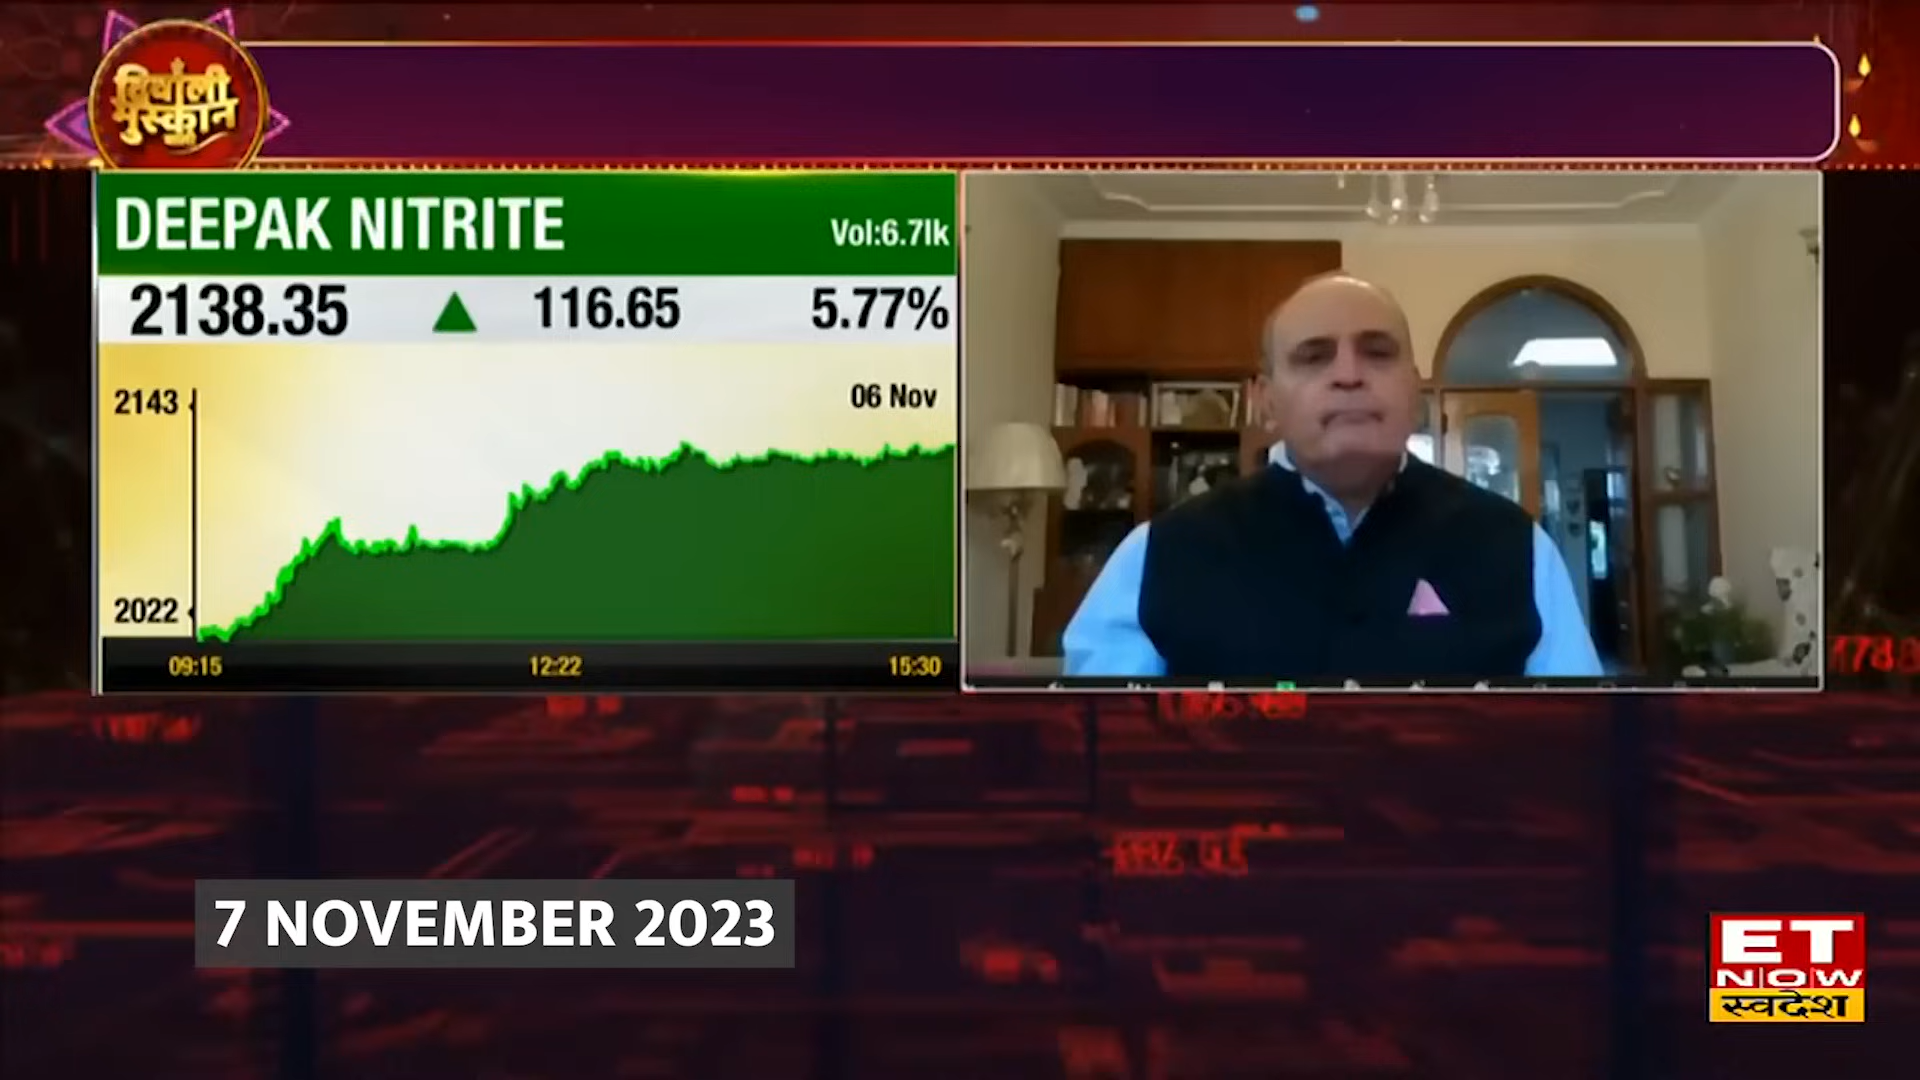 दिवाली
मुस्कान
वाली
DEEPAK NITRITE
Vol:6.7lk
2138.35 ▲ 116.65 5.77%
2143
06 Nov
2022
09:15 12:22 15:30
7 NOVEMBER 2023
ET
NOW
स्वदेश